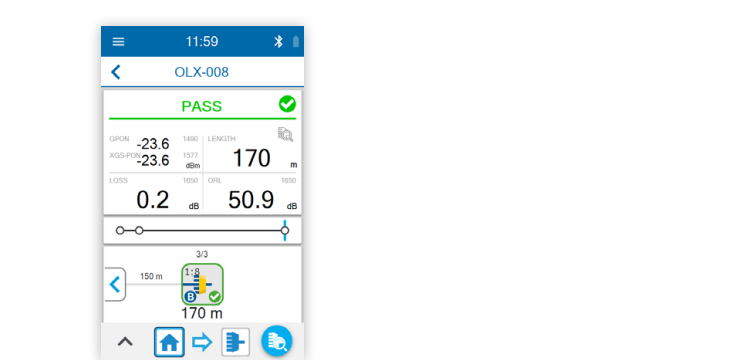 11:59
OLX-008
PASS
GPON -23.6 1490
XGS-PON -23.6 1577 dBm
LENGTH
170 m
LOSS 1650
0.2 dB
ORL 1650
50.9 dB
3/3
150 m
1:8
B
170 m